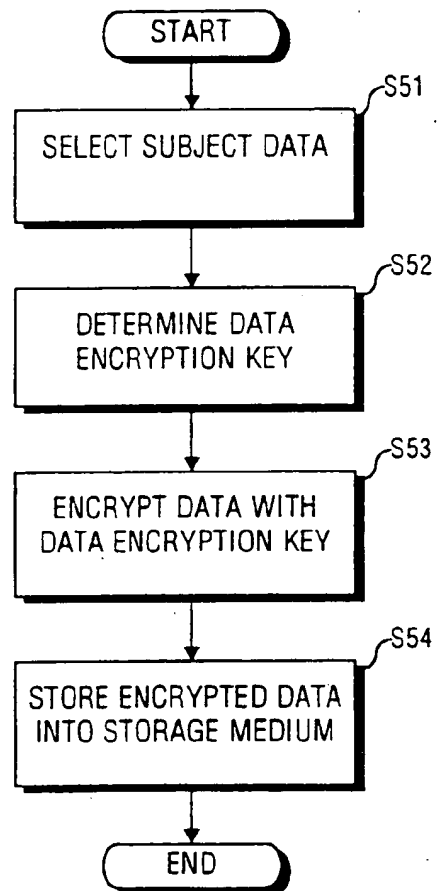 START
S51
SELECT SUBJECT DATA
S52
DETERMINE DATA
ENCRYPTION KEY
S53
ENCRYPT DATA WITH
DATA ENCRYPTION KEY
S54
STORE ENCRYPTED DATA
INTO STORAGE MEDIUM
END